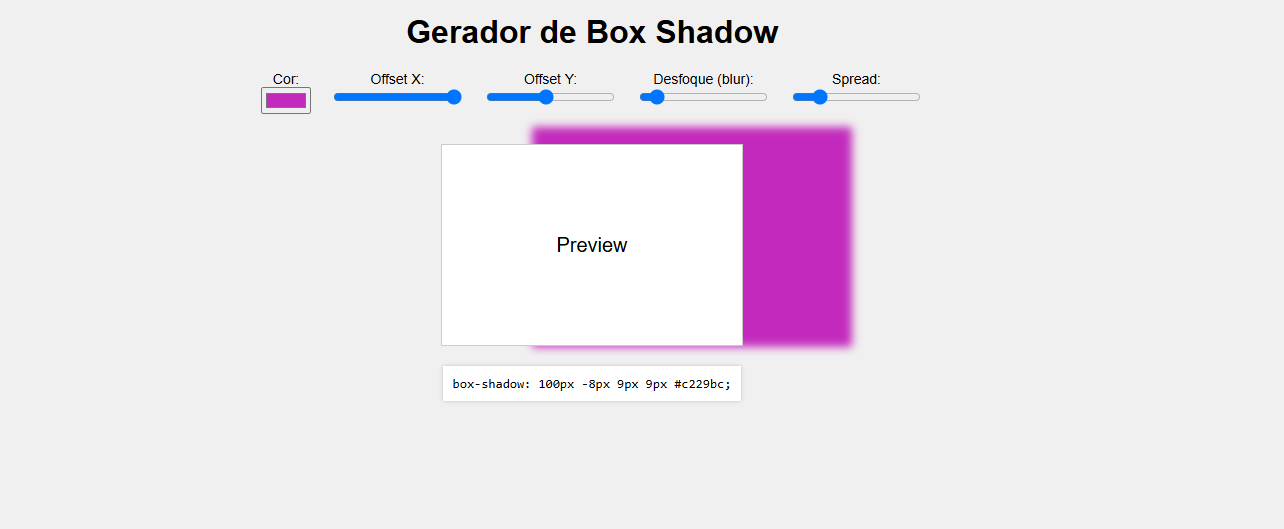 Gerador de Box Shadow
Cor: Offset X: Offset Y: Desfoque (blur): Spread:
Preview
box-shadow: 100px -8px 9px 9px #c229bc;